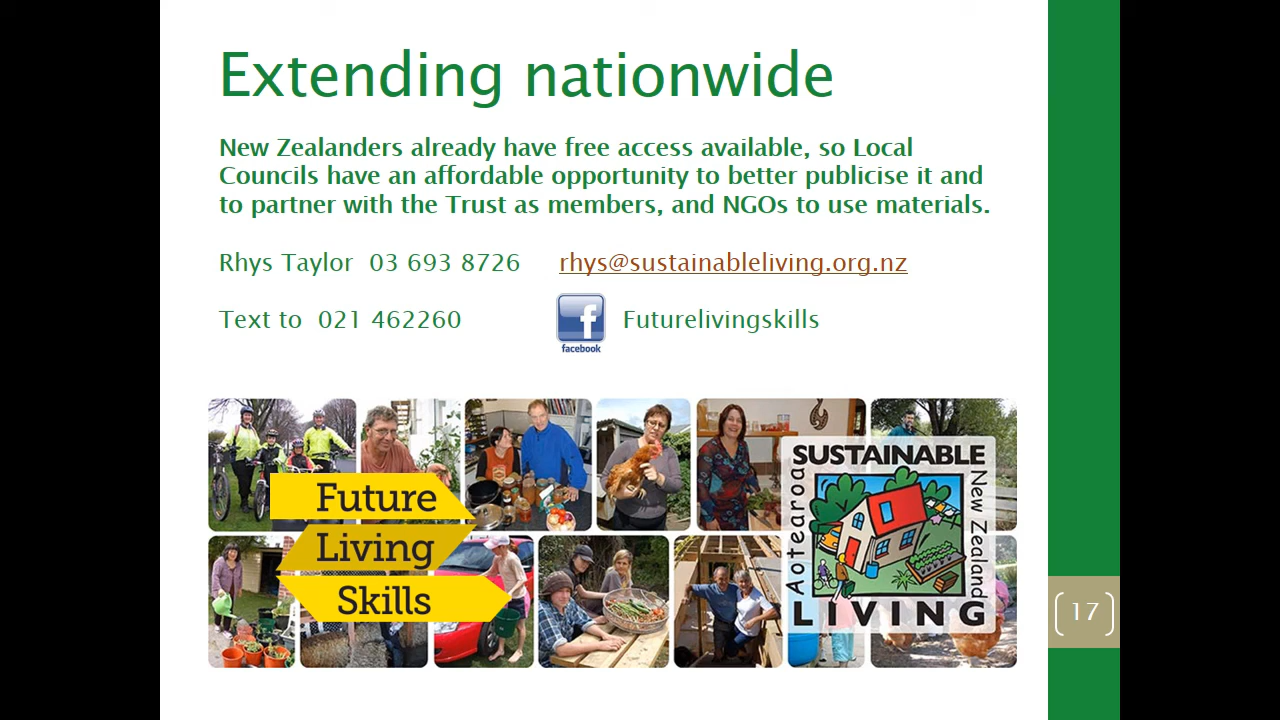 Extending nationwide
New Zealanders already have free access available, so Local
Councils have an affordable opportunity to better publicise it and
to partner with the Trust as members, and NGOs to use materials.
Rhys Taylor 03 693 8726 rhys@sustainableliving.org.nz
Text to 021 462260
facebook
Futurelivingskills
Future
Living
Skills
SUSTAINABLE
Aotearoa
New Zealand
LIVING
17